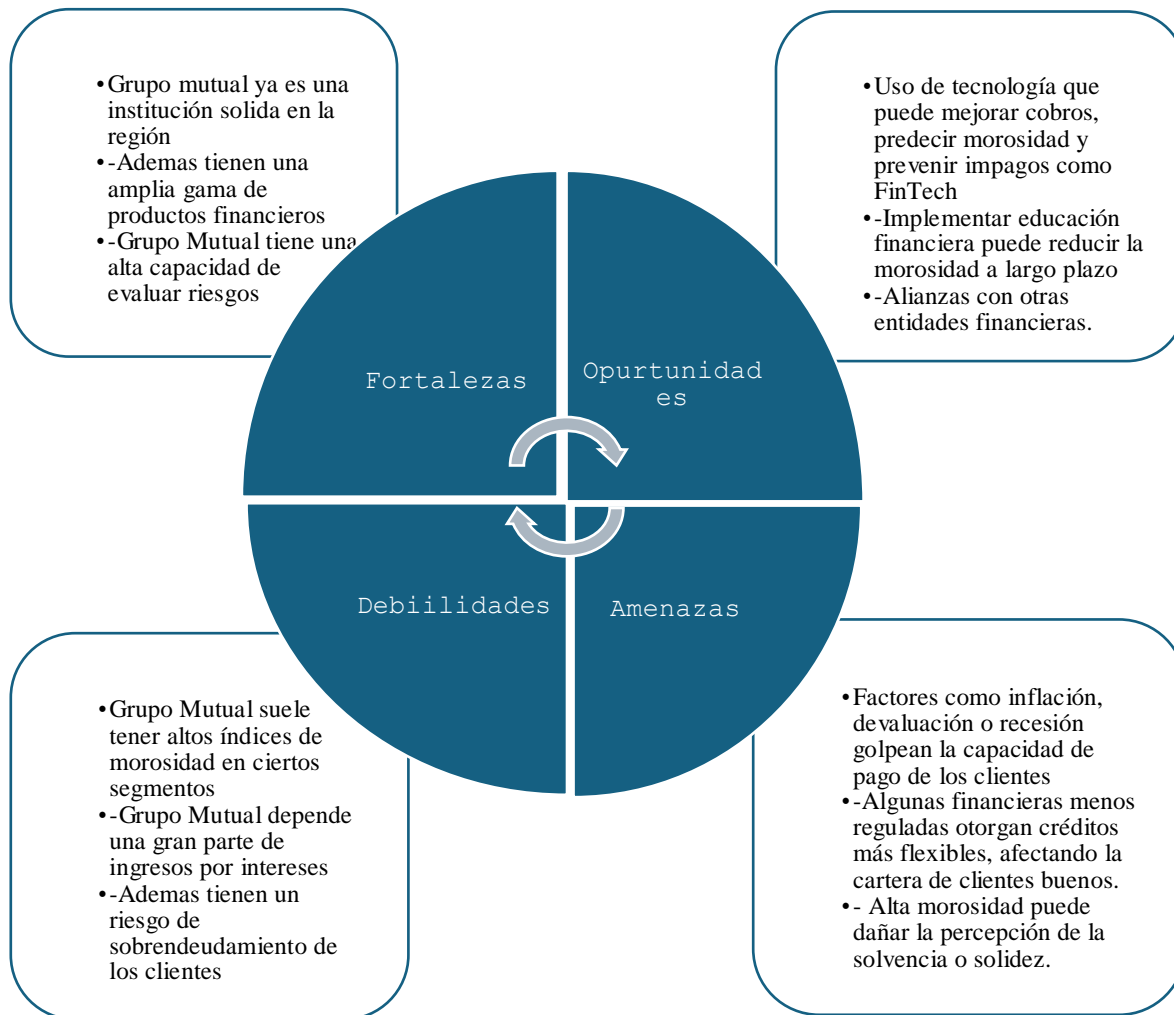 •Grupo mutual ya es una
institución solida en la
región
•-Ademas tienen una
amplia gama de
productos financieros
•-Grupo Mutual tiene una
alta capacidad de
evaluar riesgos
•Uso de tecnología que
puede mejorar cobros,
predecir morosidad y
prevenir impagos como
FinTech
•-Implementar educación
financiera puede reducir la
morosidad a largo plazo
•-Alianzas con otras
entidades financieras.
Fortalezas
Opurtunidad
es
Debiilidades
Amenazas
•Grupo Mutual suele
tener altos índices de
morosidad en ciertos
segmentos
•-Grupo Mutual depende
una gran parte de
ingresos por intereses
•-Ademas tienen un
riesgo de
sobrendeudamiento de
los clientes
•Factores como inflación,
devaluación o recesión
golpean la capacidad de
pago de los clientes
•-Algunas financieras menos
reguladas otorgan créditos
más flexibles, afectando la
cartera de clientes buenos.
•- Alta morosidad puede
dañar la percepción de la
solvencia o solidez.